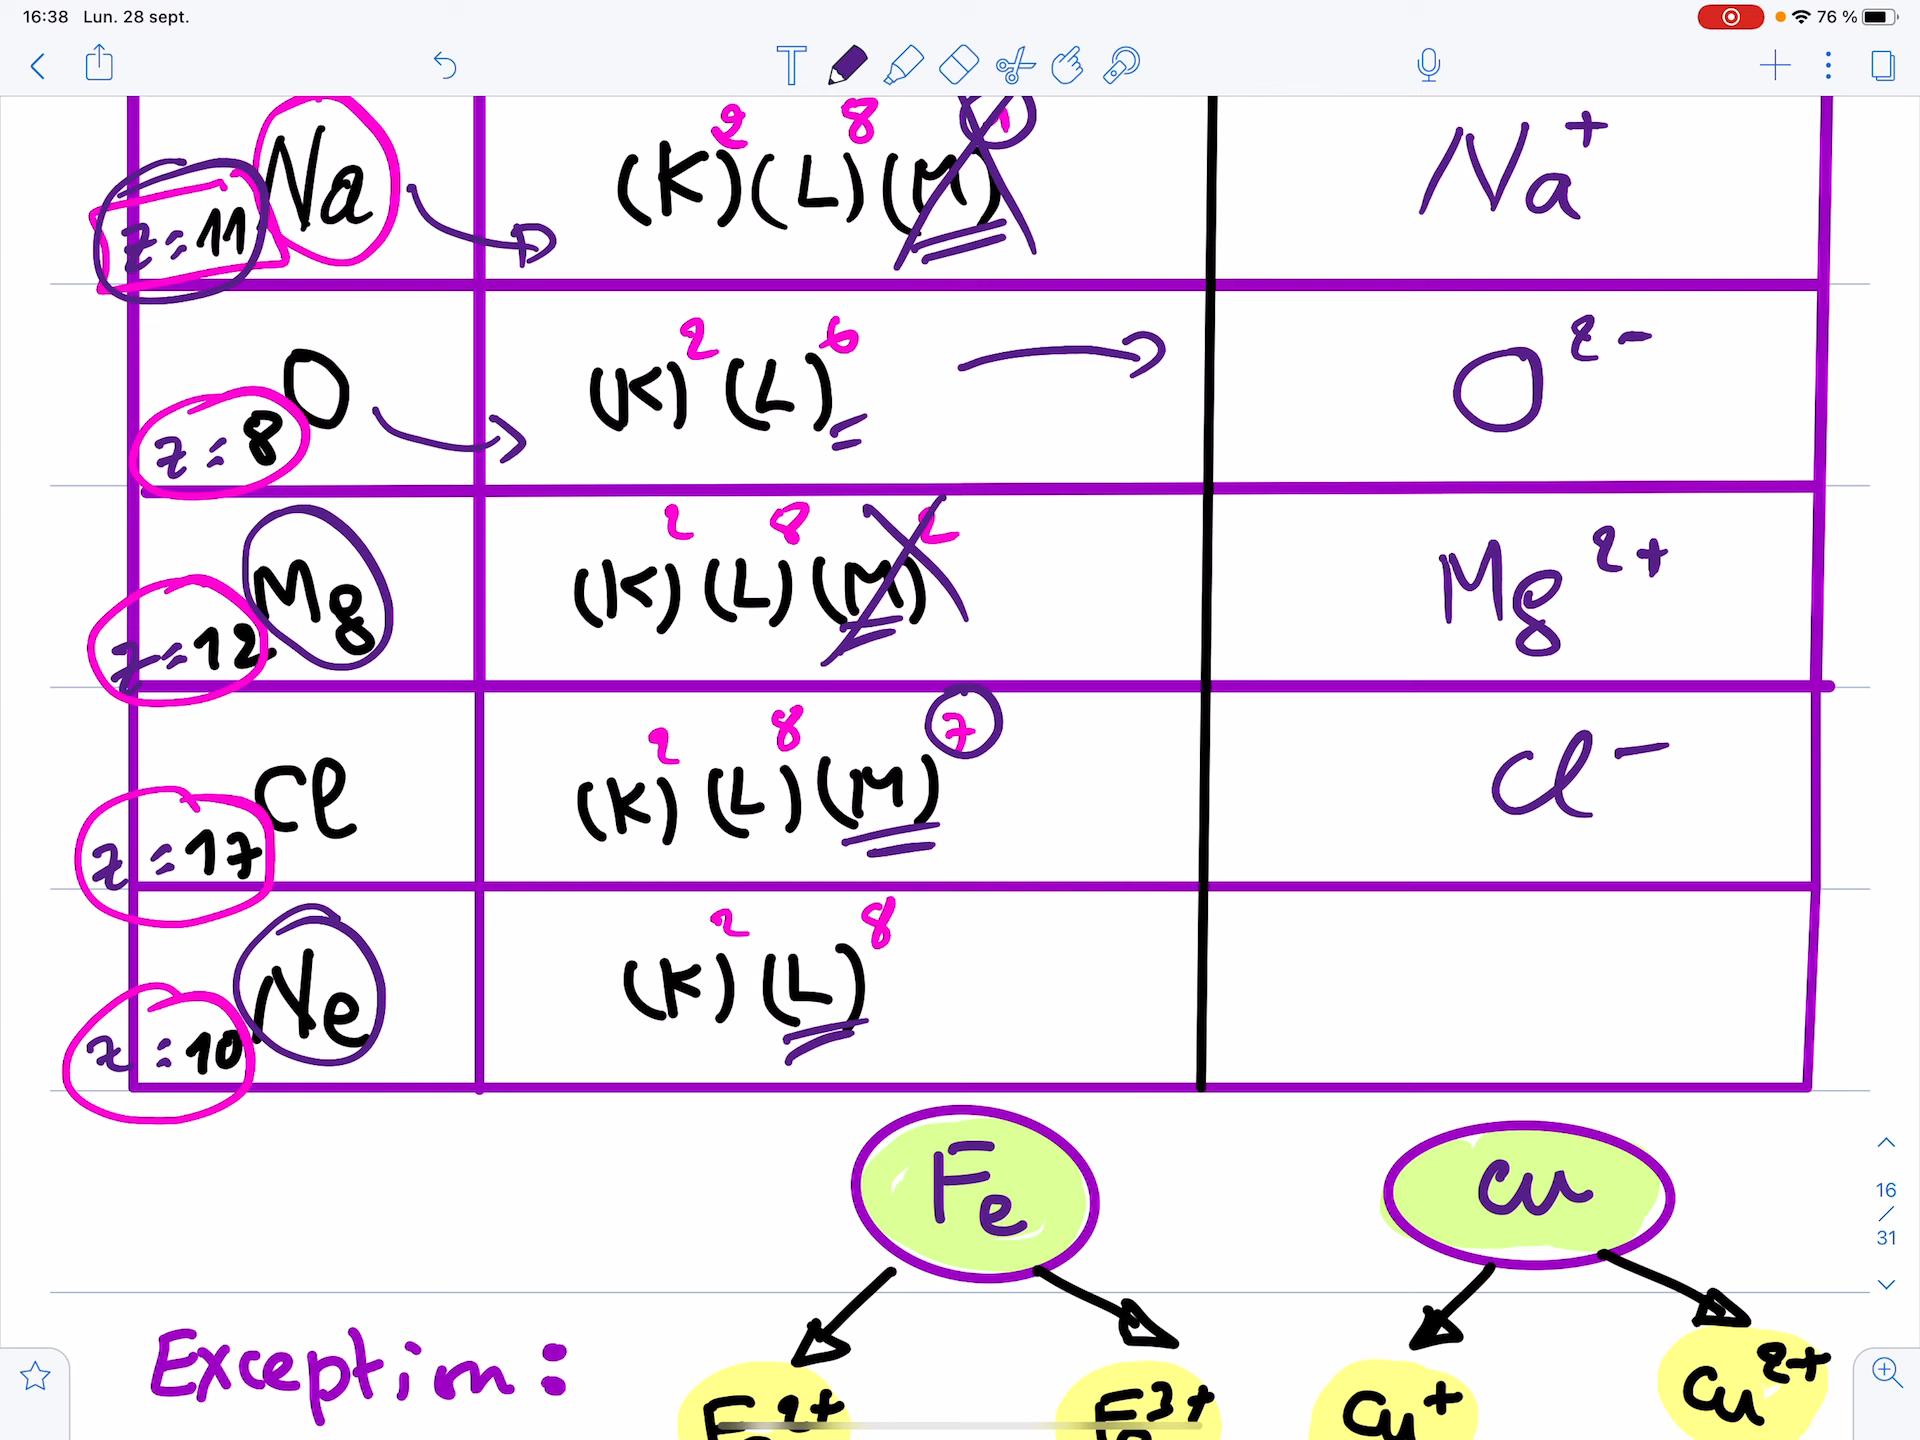 16:38 Lun. 28 sept. 76 %
Na (K)² (L)⁸ (M)¹ Na⁺
z = 11
O (K)² (L)⁶ O²⁻
z = 8
Mg (K)² (L)⁸ (M)² Mg²⁺
z = 12
Cl (K)² (L)⁸ (M)⁷ Cl⁻
z = 17
Ne (K)² (L)⁸
z = 10
Fe Cu
16
/
31
Exception :
Fe²⁺ Fe³⁺ Cu⁺ Cu²⁺